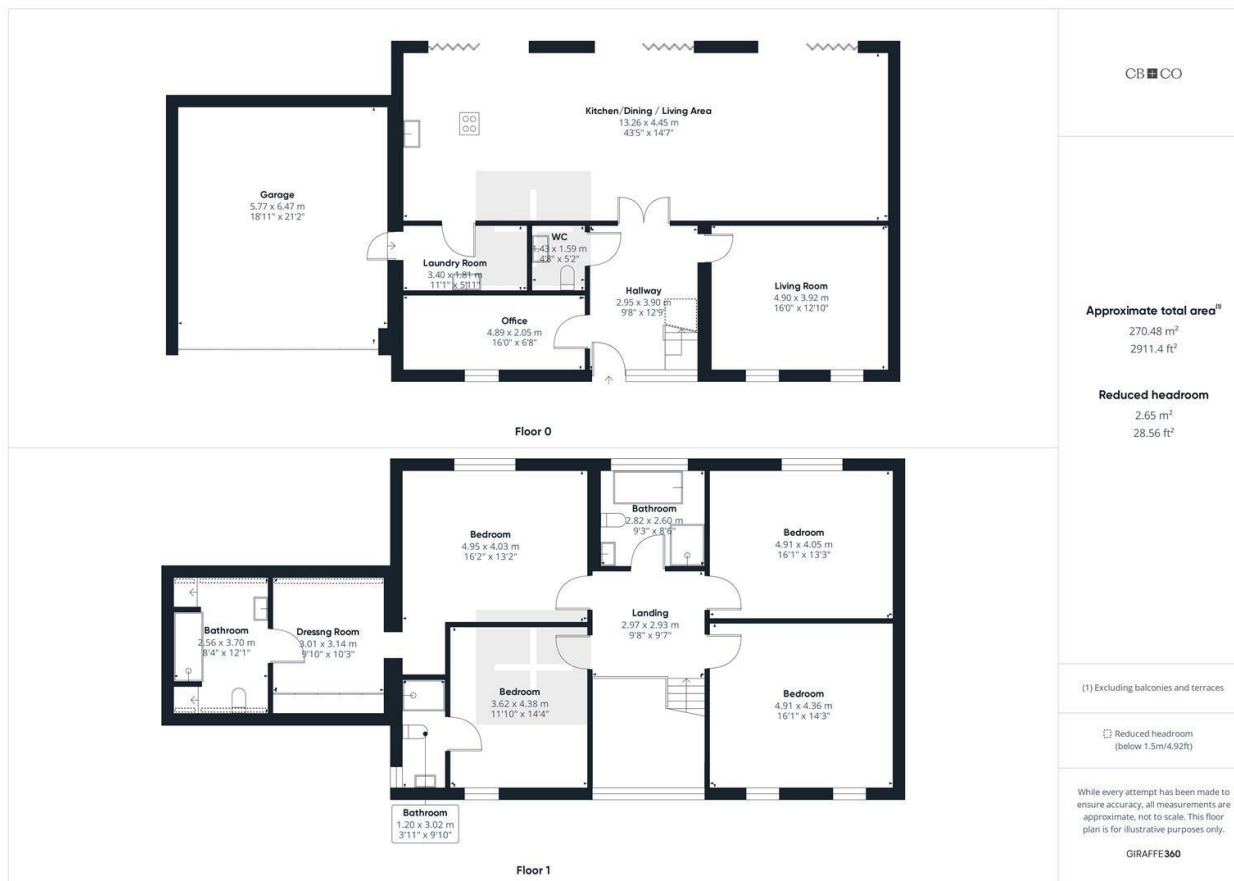 Kitchen/Dining / Living Area
13.26 x 4.45 m
43'5" x 14'7"
Garage
5.77 x 6.47 m
18'11" x 21'2"
WC
1.43 x 1.59 m
4'8" x 5'2"
Laundry Room
3.40 x 1.81 m
11'1" x 5'11"
Hallway
2.95 x 3.90 m
9'8" x 12'9"
Living Room
4.90 x 3.92 m
16'0" x 12'10"
Office
4.89 x 2.05 m
16'0" x 6'8"
Floor 0
Bathroom
2.82 x 2.60 m
9'3" x 8'6"
Bedroom
4.95 x 4.03 m
16'2" x 13'2"
Bedroom
4.91 x 4.05 m
16'1" x 13'3"
Landing
2.97 x 2.93 m
9'8" x 9'7"
Bathroom
2.56 x 3.70 m
8'4" x 12'1"
Dressng Room
3.01 x 3.14 m
9'10" x 10'3"
Bedroom
3.62 x 4.38 m
11'10" x 14'4"
Bedroom
4.91 x 4.36 m
16'1" x 14'3"
Bathroom
1.20 x 3.02 m
3'11" x 9'10"
Floor 1
CB CO
Approximate total area(1)
270.48 m²
2911.4 ft²
Reduced headroom
2.65 m²
28.56 ft²
(1) Excluding balconies and terraces
Reduced headroom
(below 1.5m/4.92ft)
While every attempt has been made to
ensure accuracy, all measurements are
approximate, not to scale. This floor
plan is for illustrative purposes only.
GIRAFFE360